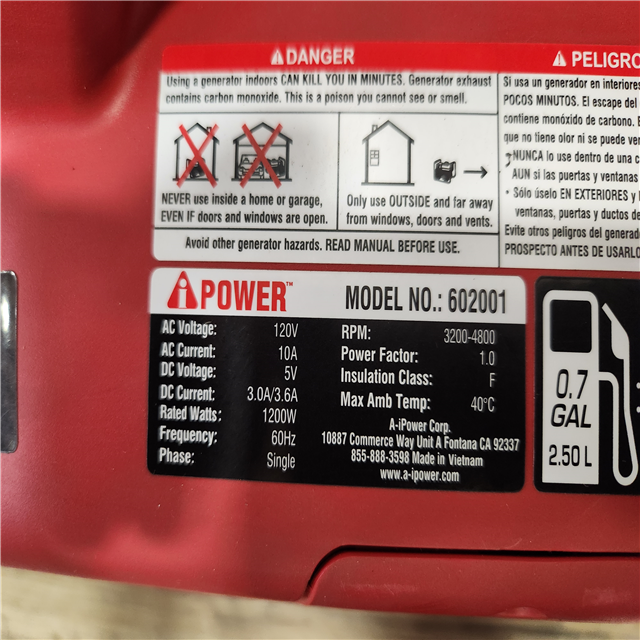 DANGER
Using a generator indoors CAN KILL YOU IN MINUTES. Generator exhaust
contains carbon monoxide. This is a poison you cannot see or smell.
NEVER use inside a home or garage,
EVEN IF doors and windows are open.
Only use OUTSIDE and far away
from windows, doors and vents.
Avoid other generator hazards. READ MANUAL BEFORE USE.
PELIGRO
Si usa un generador en interiores
POCOS MINUTOS. El escape del
contiene monóxido de carbono.
que no tiene olor ni se puede
NUNCA lo use dentro de una
AUN si las puertas y ventanas
• Sólo úselo EN EXTERIORES y
ventanas, puertas y ductos de
Evite otros peligros del generador
PROSPECTO ANTES DE USARLO
iPOWER™
MODEL NO.: 602001
AC Voltage: 120V
AC Current: 10A
DC Voltage: 5V
DC Current: 3.0A/3.6A
Rated Watts: 1200W
Frequency: 60Hz
Phase: Single
RPM: 3200-4800
Power Factor: 1.0
Insulation Class: F
Max Amb Temp: 40°C
A-iPower Corp.
10887 Commerce Way Unit A Fontana CA 92337
855-888-3598 Made in Vietnam
www.a-ipower.com
0.7
GAL
2.50 L